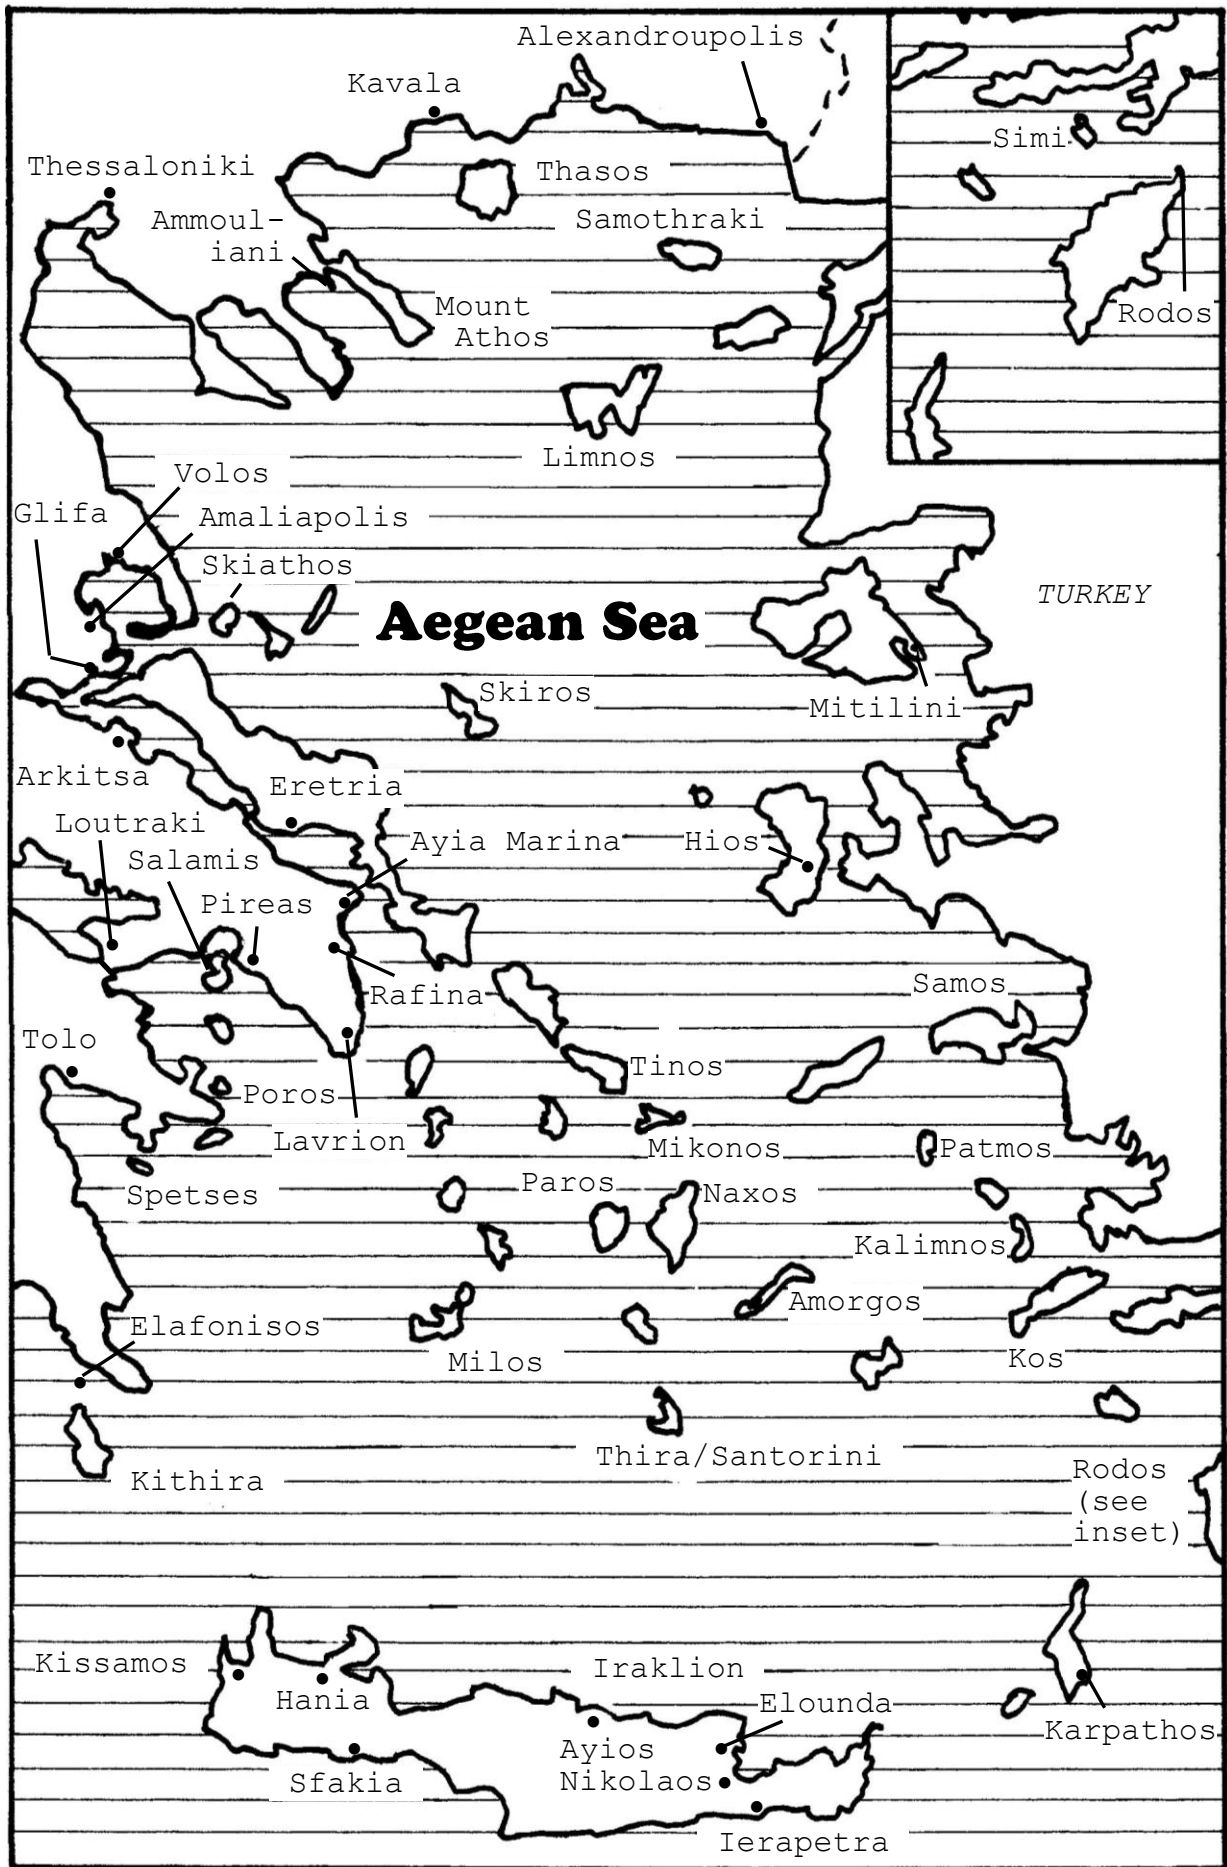 Alexandroupolis
Kavala
Thessaloniki
Thasos
Simi
Ammoul-
iani
Samothraki
Mount
Athos
Rodos
Limnos
Volos
Glifa
Amaliapolis
Skiathos
Aegean Sea
TURKEY
Skiros
Mitilini
Arkitsa
Eretria
Loutraki
Ayia Marina
Hios
Salamis
Pireas
Samos
Rafina
Tolo
Tinos
Poros
Lavrion
Mikonos
Patmos
Spetses
Paros
Naxos
Kalimnos
Amorgos
Elafonisos
Milos
Kos
Thira/Santorini
Kithira
Rodos
(see
inset)
Kissamos
Iraklion
Hania
Elounda
Karpathos
Ayios
Nikolaos
Sfakia
Ierapetra